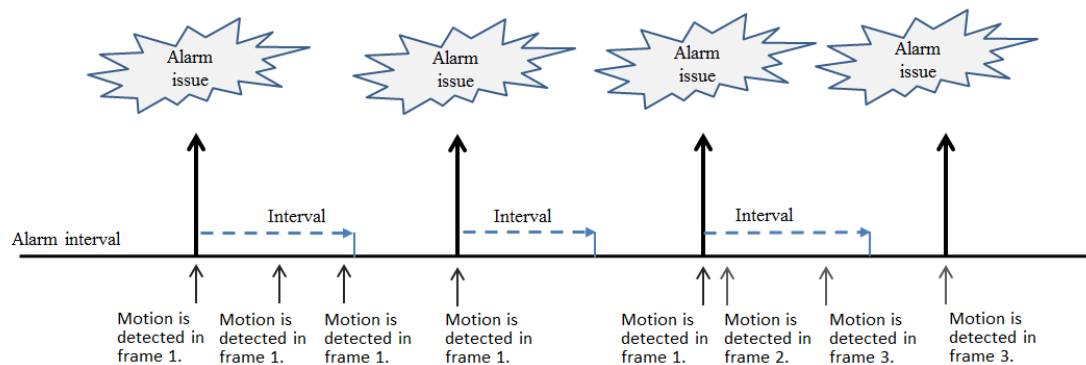 Alarm
issue
Alarm
issue
Alarm
issue
Alarm
issue
Interval
Interval
Interval
Alarm interval
Motion is
detected in
frame 1.
Motion is
detected in
frame 1.
Motion is
detected in
frame 1.
Motion is
detected in
frame 1.
Motion is
detected in
frame 1.
Motion is
detected in
frame 2.
Motion is
detected in
frame 3.
Motion is
detected in
frame 3.